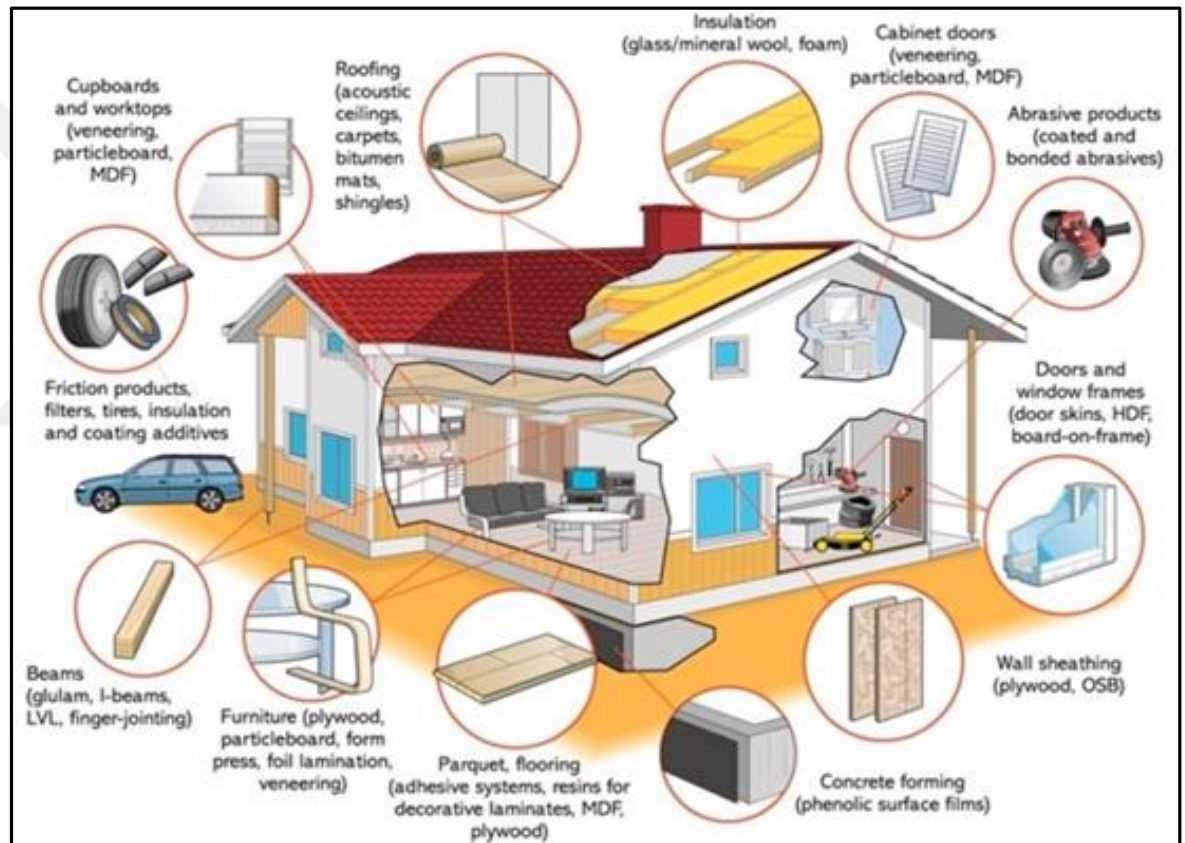 Insulation
(glass/mineral wool, foam)
Cabinet doors
(veneering,
particleboard, MDF)
Roofing
(acoustic
ceilings,
carpets,
bitumen
mats,
shingles)
Cupboards
and worktops
(veneering,
particleboard,
MDF)
Abrasive products
(coated and
bonded abrasives)
Friction products,
filters, tires, insulation
and coating additives
Doors and
window frames
(door skins, HDF,
board-on-frame)
Beams
(glulam, I-beams,
LVL, finger-jointing)
Furniture (plywood,
particleboard, form
press, foil lamination,
veneering)
Parquet, flooring
(adhesive systems, resins for
decorative laminates, MDF,
plywood)
Wall sheathing
(plywood, OSB)
Concrete forming
(phenolic surface films)